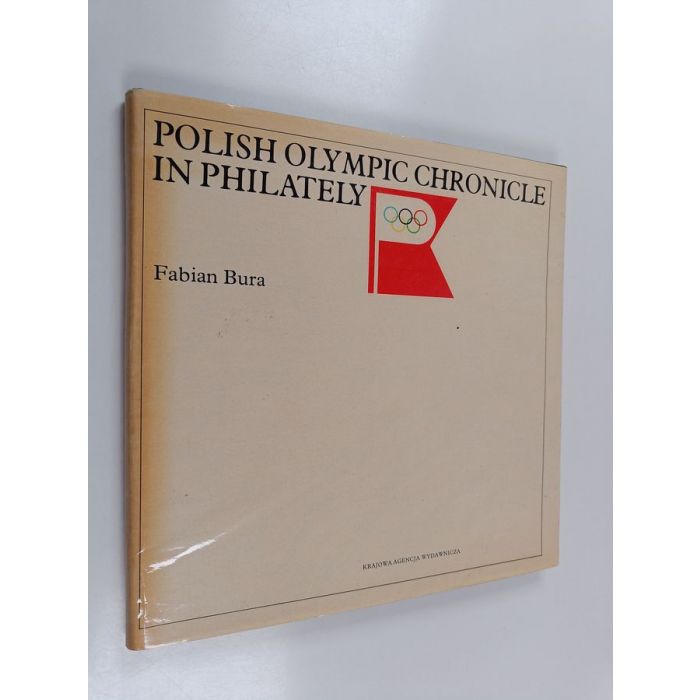 POLISH OLYMPIC CHRONICLE
IN PHILATELY
Fabian Bura
KRAJOWA AGENCJA WYDAWNICZA